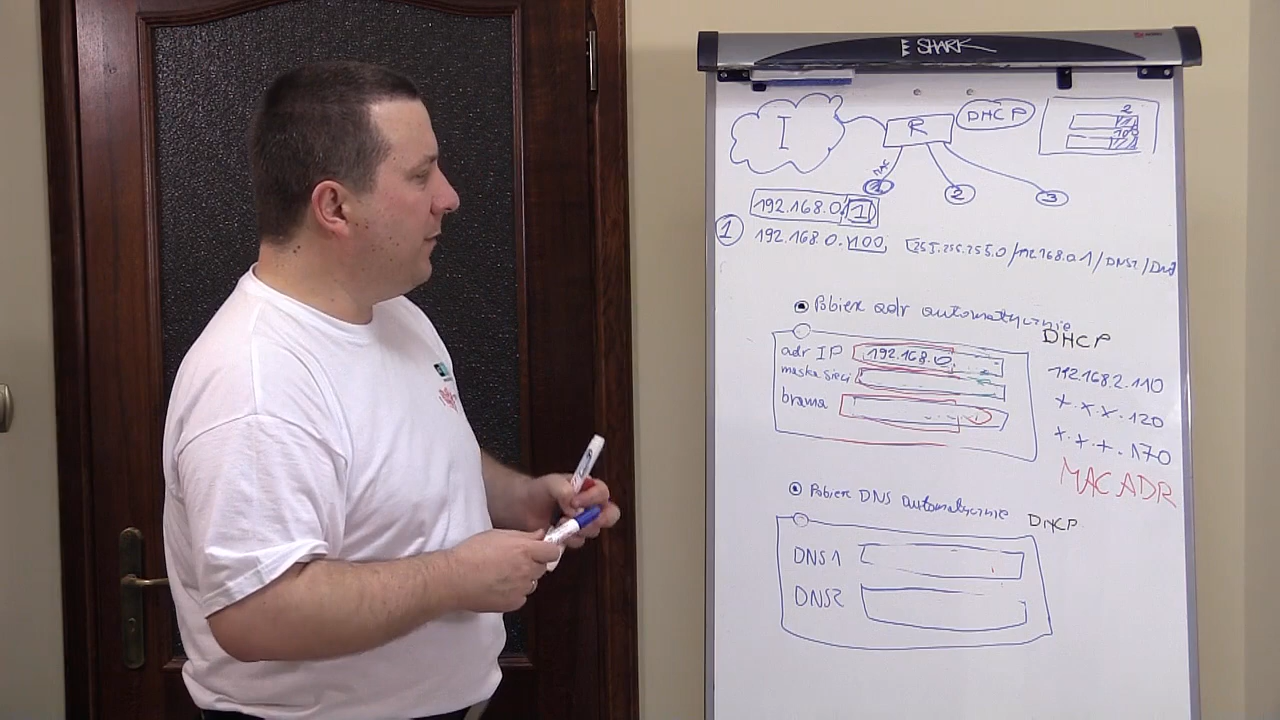 SHARK
I R DHCP 2
100
MAC
1 2 3
192.168.0.1
1 192.168.0.100 255.255.255.0/192.168.0.1/DNS1/DNS
Pobierz adr automatycznie
DHCP
adr IP 192.168.0.
maska sieci
brama
192.168.2.110
x.x.x.120
x.x.x.170
MAC ADR
Pobierz DNS automatycznie DHCP
DNS1
DNS2